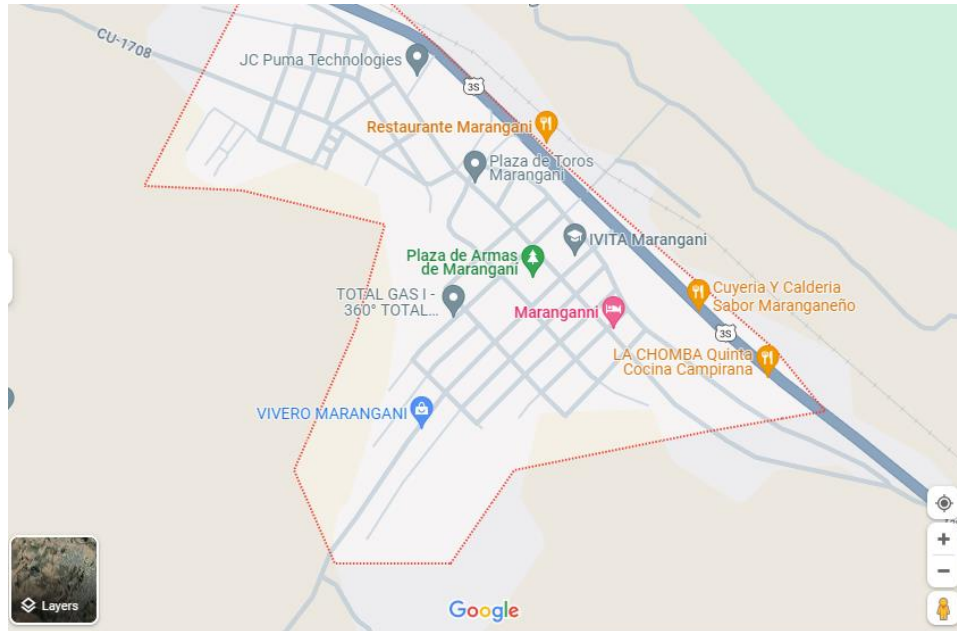 CU-1708
JC Puma Technologies
3S
Restaurante Marangani
Plaza de Toros
Marangani
IVITA Marangani
Plaza de Armas
de Marangani
TOTAL GAS I -
360° TOTAL...
Maranganni
Cuyeria Y Calderia
Sabor Maranganeño
3S
LA CHOMBA Quinta
Cocina Campirana
VIVERO MARANGANI
Layers
Google